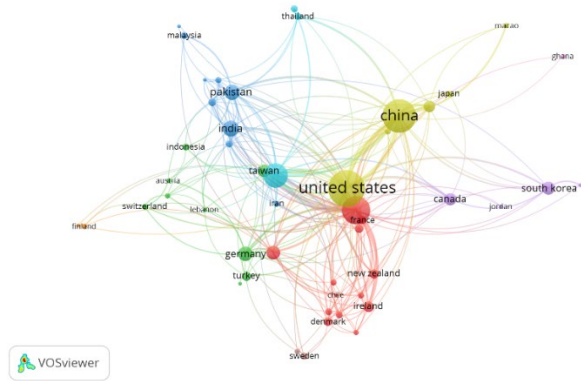 thailand
malaysia
macao
ghana
pakistan
japan
china
india
indonesia
taiwan
austria
united states
south korea
switzerland
lebanon
iran
canada
jordan
france
finland
germany
turkey
new zealand
chile
ireland
denmark
sweden
VOSviewer